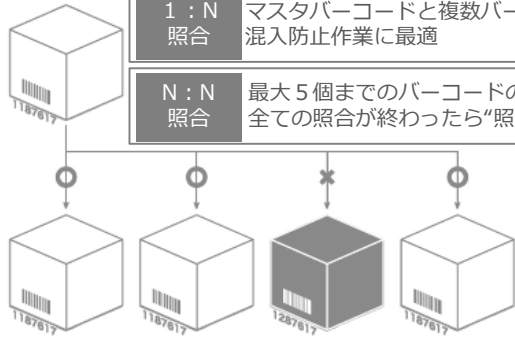 1：N
照合
マスタバーコードと複数バー
混入防止作業に最適
1187617
N：N
照合
最大５個までのバーコードの
全ての照合が終わったら“照
1187617
1187617
1287617
1187617